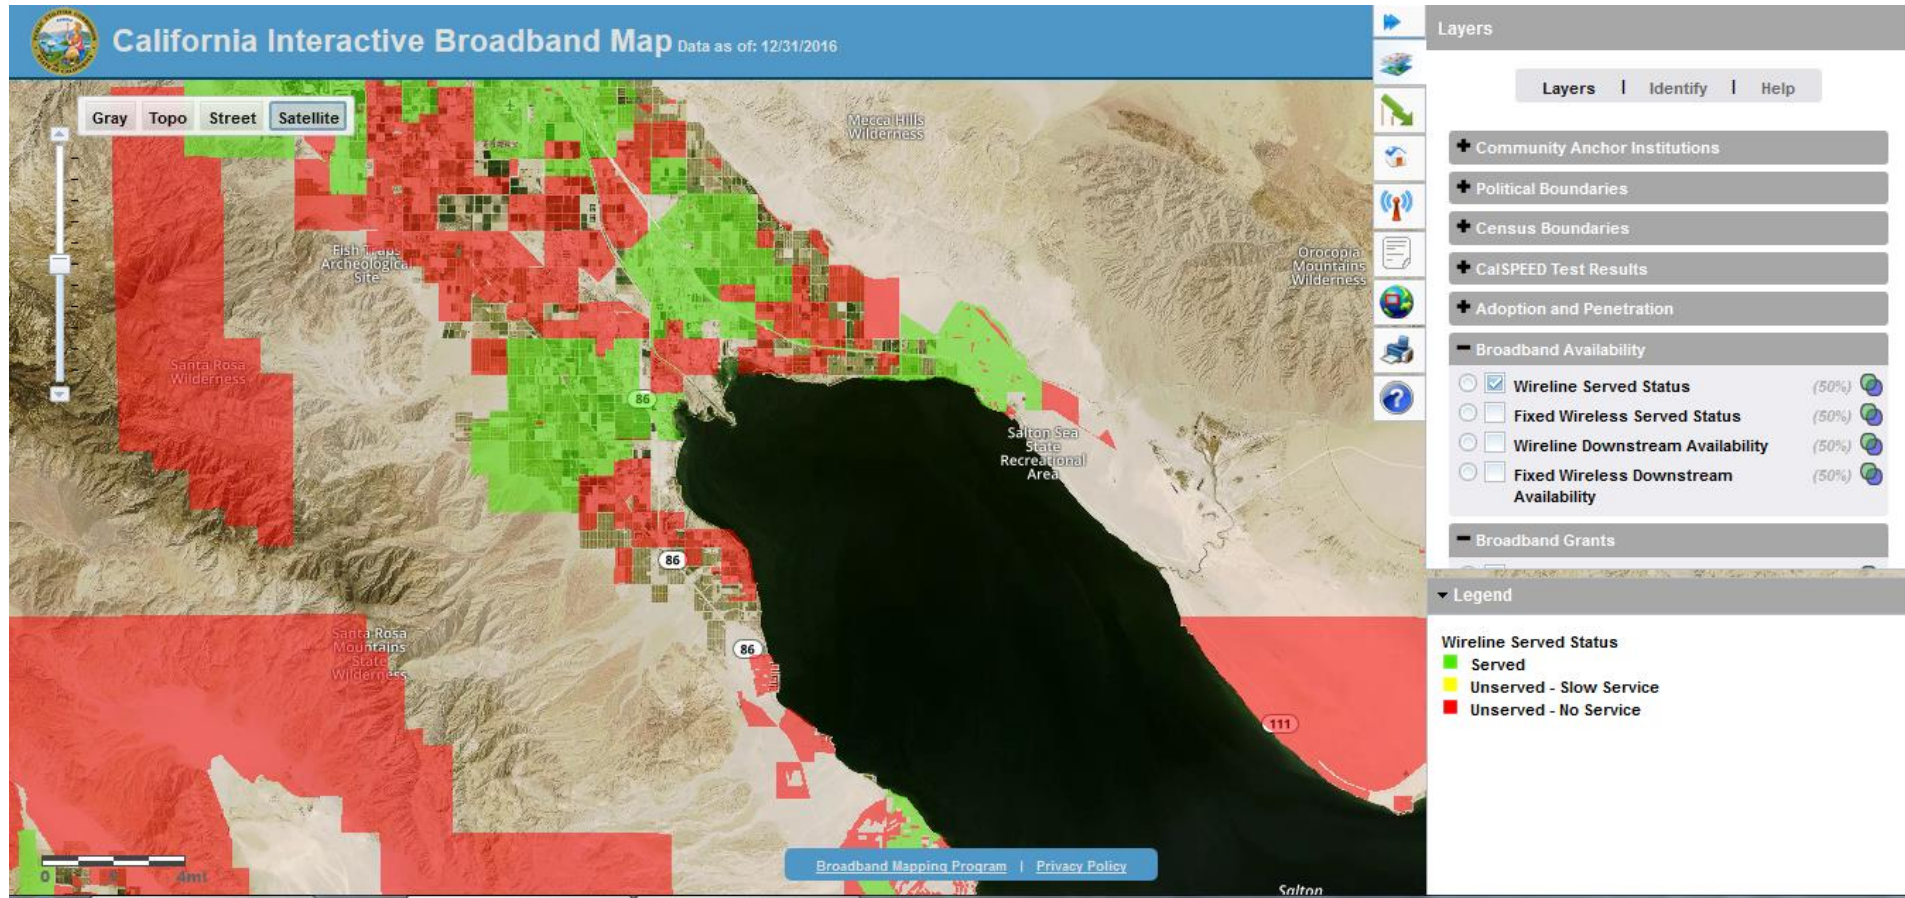 California Interactive Broadband Map Data as of: 12/31/2016
Gray Topo Street Satellite
Mecca Hills
Wilderness
Fish Traps
Archeological
Site
Orocopia
Mountains
Wilderness
Santa Rosa
Wilderness
86
Salton Sea
State
Recreational
Area
86
Santa Rosa
Mountains
State
Wilderness
86
111
0 4mi
Broadband Mapping Program | Privacy Policy
Salton
Layers
Layers | Identify | Help
Community Anchor Institutions
Political Boundaries
Census Boundaries
CalSPEED Test Results
Adoption and Penetration
Broadband Availability
Wireline Served Status (50%)
Fixed Wireless Served Status (50%)
Wireline Downstream Availability (50%)
Fixed Wireless Downstream (50%)
Availability
Broadband Grants
Legend
Wireline Served Status
Served
Unserved - Slow Service
Unserved - No Service